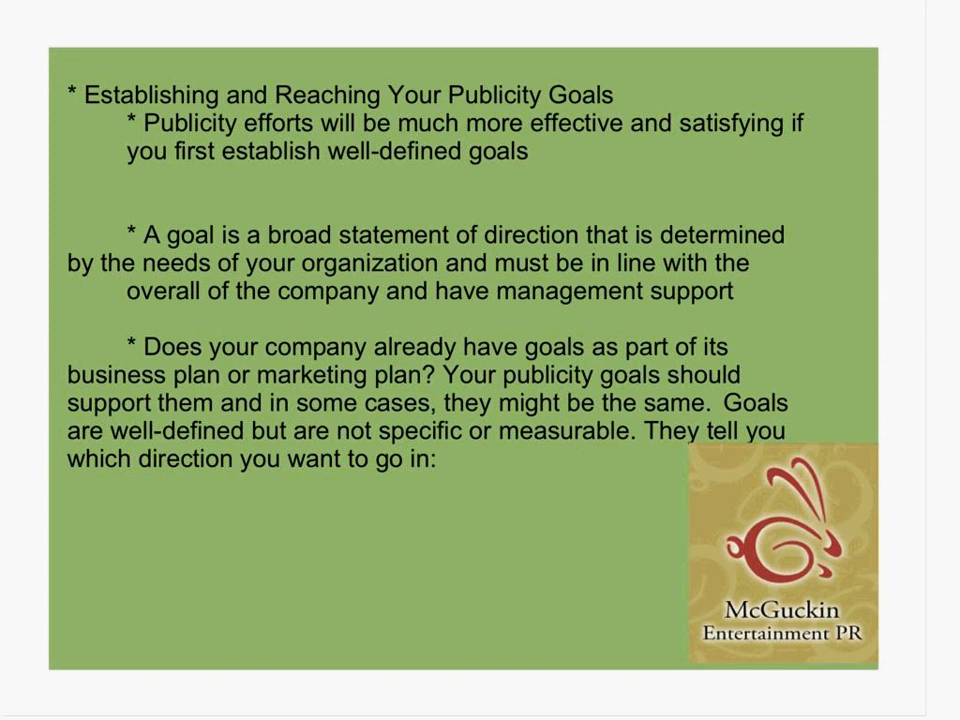 * Establishing and Reaching Your Publicity Goals
* Publicity efforts will be much more effective and satisfying if
you first establish well-defined goals
* A goal is a broad statement of direction that is determined
by the needs of your organization and must be in line with the
overall of the company and have management support
* Does your company already have goals as part of its
business plan or marketing plan? Your publicity goals should
support them and in some cases, they might be the same. Goals
are well-defined but are not specific or measurable. They tell you
which direction you want to go in:
McGuckin
Entertainment PR